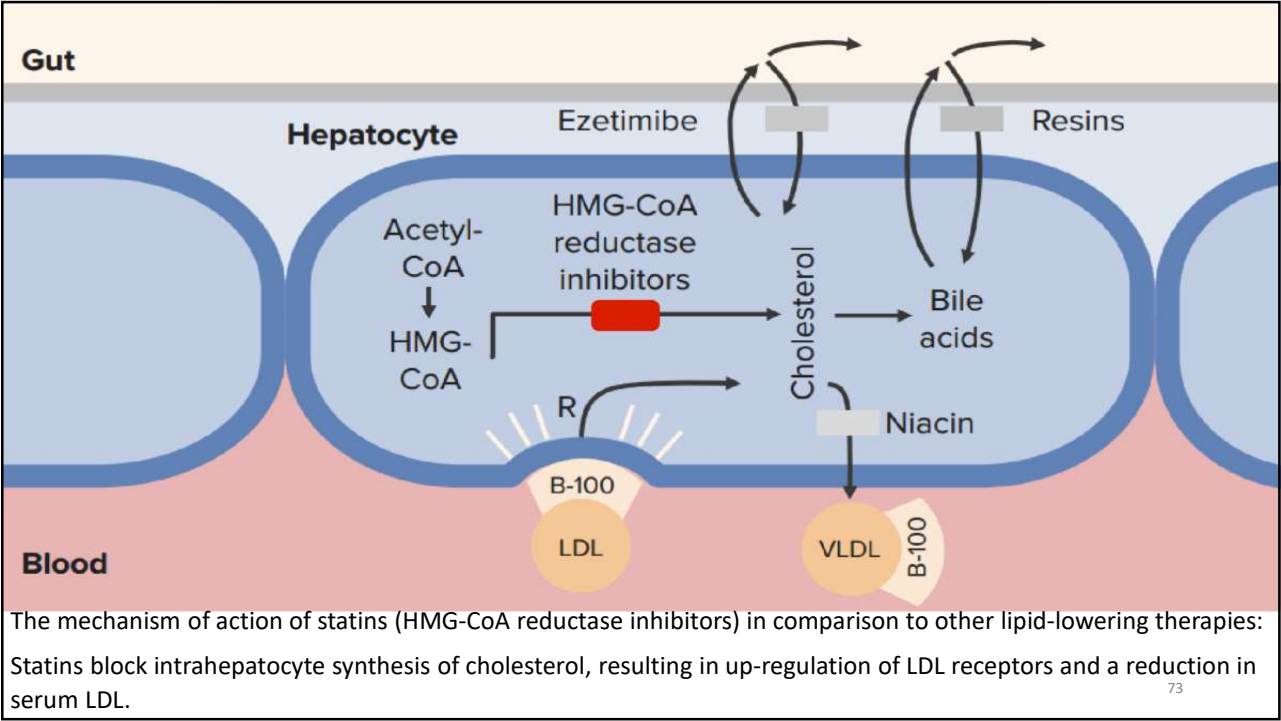 Gut
Ezetimibe
Resins
Hepatocyte
HMG-CoA
reductase
inhibitors
Acetyl-
CoA
HMG-
CoA
Cholesterol
Bile
acids
R
Niacin
B-100
LDL
VLDL
B-100
Blood
The mechanism of action of statins (HMG-CoA reductase inhibitors) in comparison to other lipid-lowering therapies:
Statins block intrahepatocyte synthesis of cholesterol, resulting in up-regulation of LDL receptors and a reduction in
serum LDL.
73